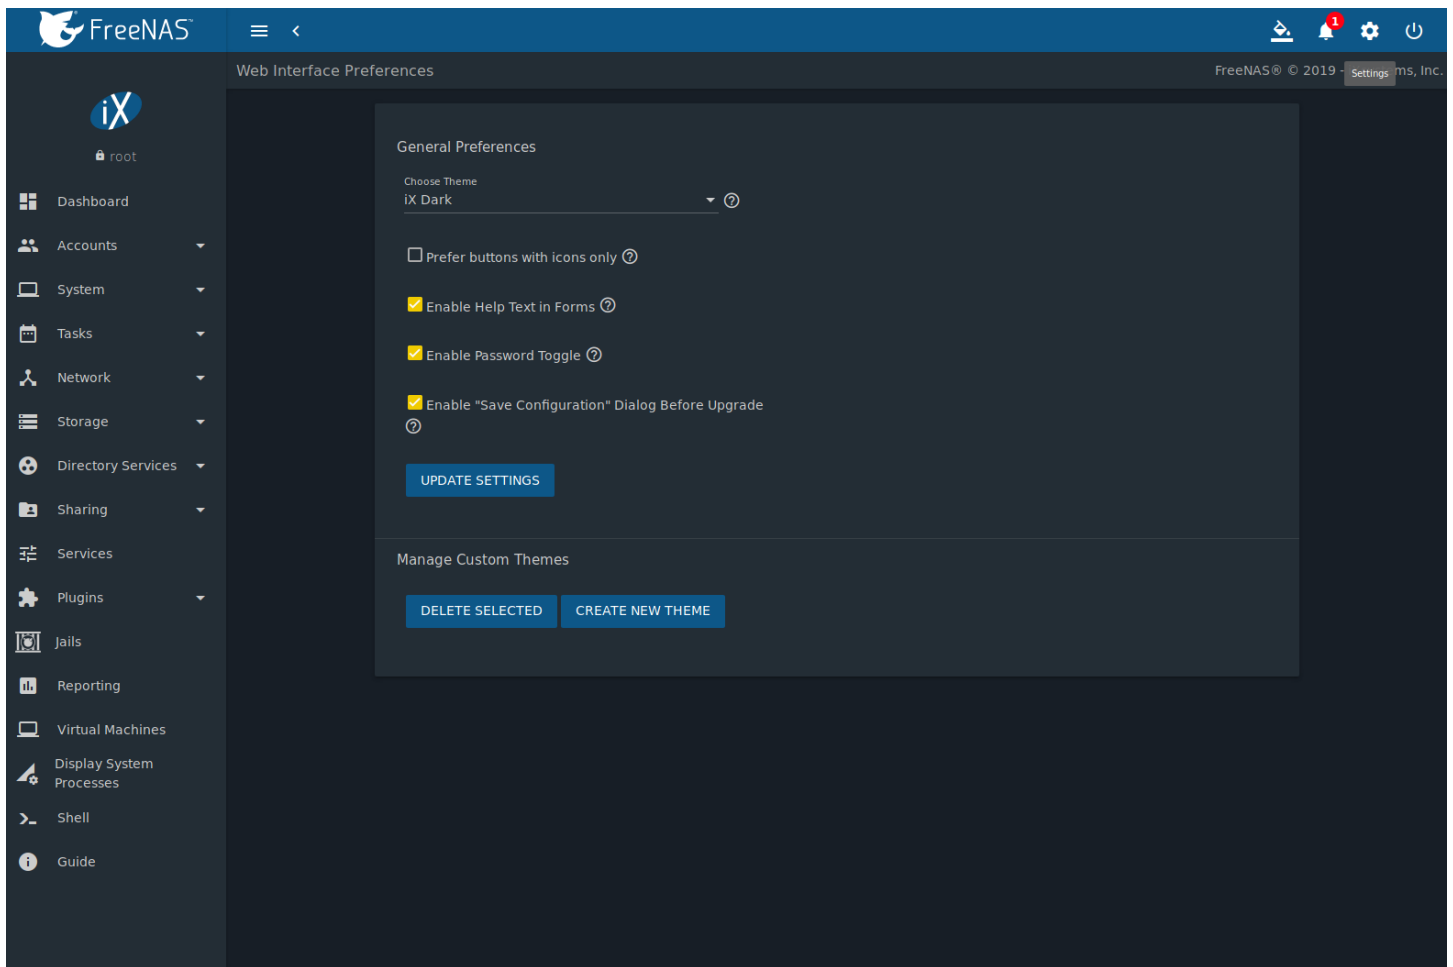 FreeNAS™
1
Web Interface Preferences
FreeNAS® © 2019 - ms, Inc.
Settings
iX
root
Dashboard
Accounts
System
Tasks
Network
Storage
Directory Services
Sharing
Services
Plugins
Jails
Reporting
Virtual Machines
Display System
Processes
Shell
Guide
General Preferences
Choose Theme
iX Dark
Prefer buttons with icons only
Enable Help Text in Forms
Enable Password Toggle
Enable "Save Configuration" Dialog Before Upgrade
UPDATE SETTINGS
Manage Custom Themes
DELETE SELECTED
CREATE NEW THEME